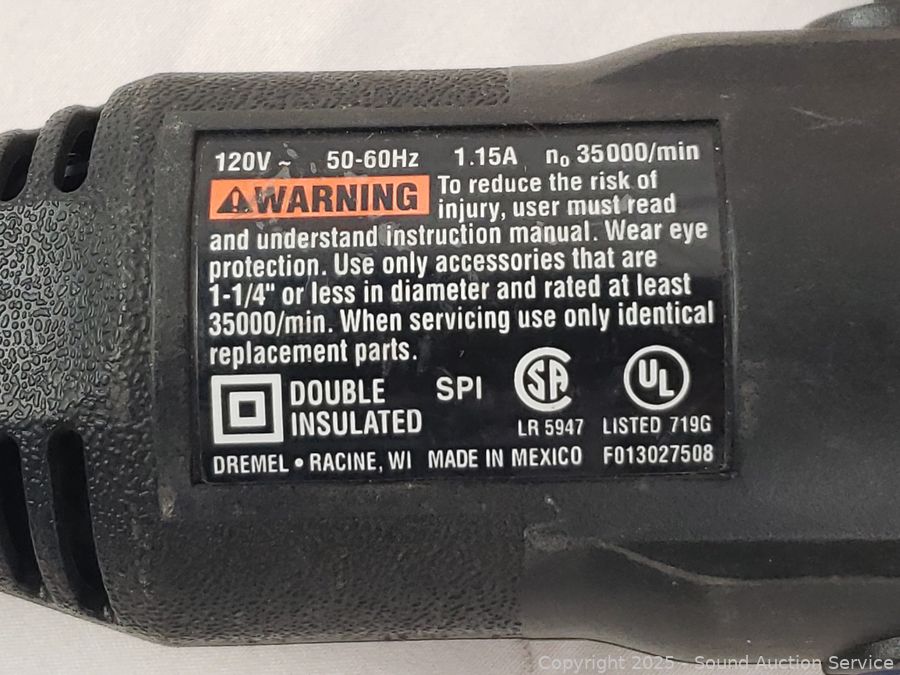 120V ~ 50-60Hz 1.15A n₀ 35000/min
⚠WARNING To reduce the risk of
injury, user must read
and understand instruction manual. Wear eye
protection. Use only accessories that are
1-1/4" or less in diameter and rated at least
35000/min. When servicing use only identical
replacement parts.
DOUBLE INSULATED SPI SA UL
LR 5947 LISTED 719G
DREMEL • RACINE, WI MADE IN MEXICO F013027508
Copyright 2025 - Sound Auction Service